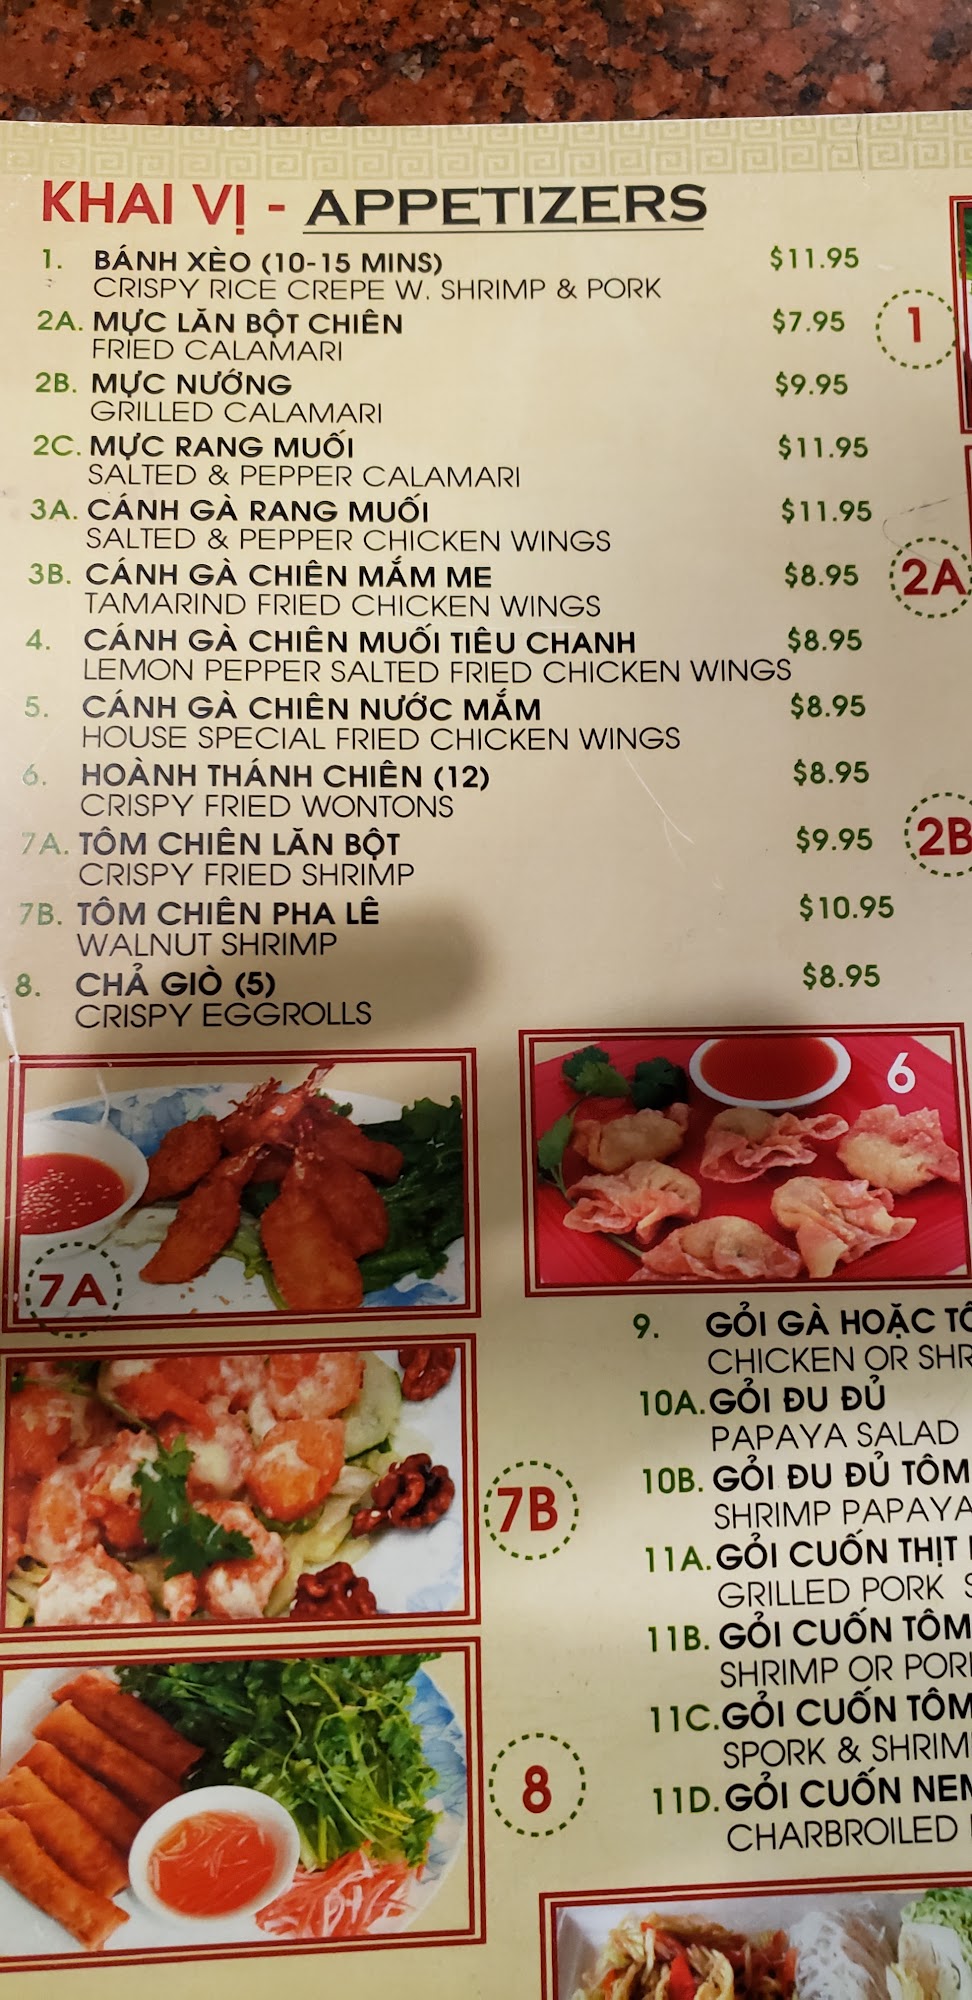 KHAI VỊ - APPETIZERS
1. BÁNH XÈO (10-15 MINS) $11.95
CRISPY RICE CREPE W. SHRIMP & PORK
2A. MỰC LĂN BỘT CHIÊN $7.95
FRIED CALAMARI
1
2B. MỰC NƯỚNG $9.95
GRILLED CALAMARI
2C. MỰC RANG MUỐI $11.95
SALTED & PEPPER CALAMARI
3A. CÁNH GÀ RANG MUỐI $11.95
SALTED & PEPPER CHICKEN WINGS
3B. CÁNH GÀ CHIÊN MẮM ME $8.95
TAMARIND FRIED CHICKEN WINGS
2A
4. CÁNH GÀ CHIÊN MUỐI TIÊU CHANH $8.95
LEMON PEPPER SALTED FRIED CHICKEN WINGS
5. CÁNH GÀ CHIÊN NƯỚC MẮM $8.95
HOUSE SPECIAL FRIED CHICKEN WINGS
6. HOÀNH THÁNH CHIÊN (12) $8.95
CRISPY FRIED WONTONS
7A. TÔM CHIÊN LĂN BỘT $9.95
CRISPY FRIED SHRIMP
2B
7B. TÔM CHIÊN PHA LÊ $10.95
WALNUT SHRIMP
8. CHẢ GIÒ (5) $8.95
CRISPY EGGROLLS
6
7A
7B
8
9. GỎI GÀ HOẶC
CHICKEN OR
10A. GỎI ĐU ĐỦ
PAPAYA SALAD
10B. GỎI ĐU ĐỦ TÔM
SHRIMP PAPAYA
11A. GỎI CUỐN THỊT
GRILLED PORK
11B. GỎI CUỐN TÔM
SHRIMP OR
11C. GỎI CUỐN TÔM
SPORK &
11D. GỎI CUỐN
CHARBROILED